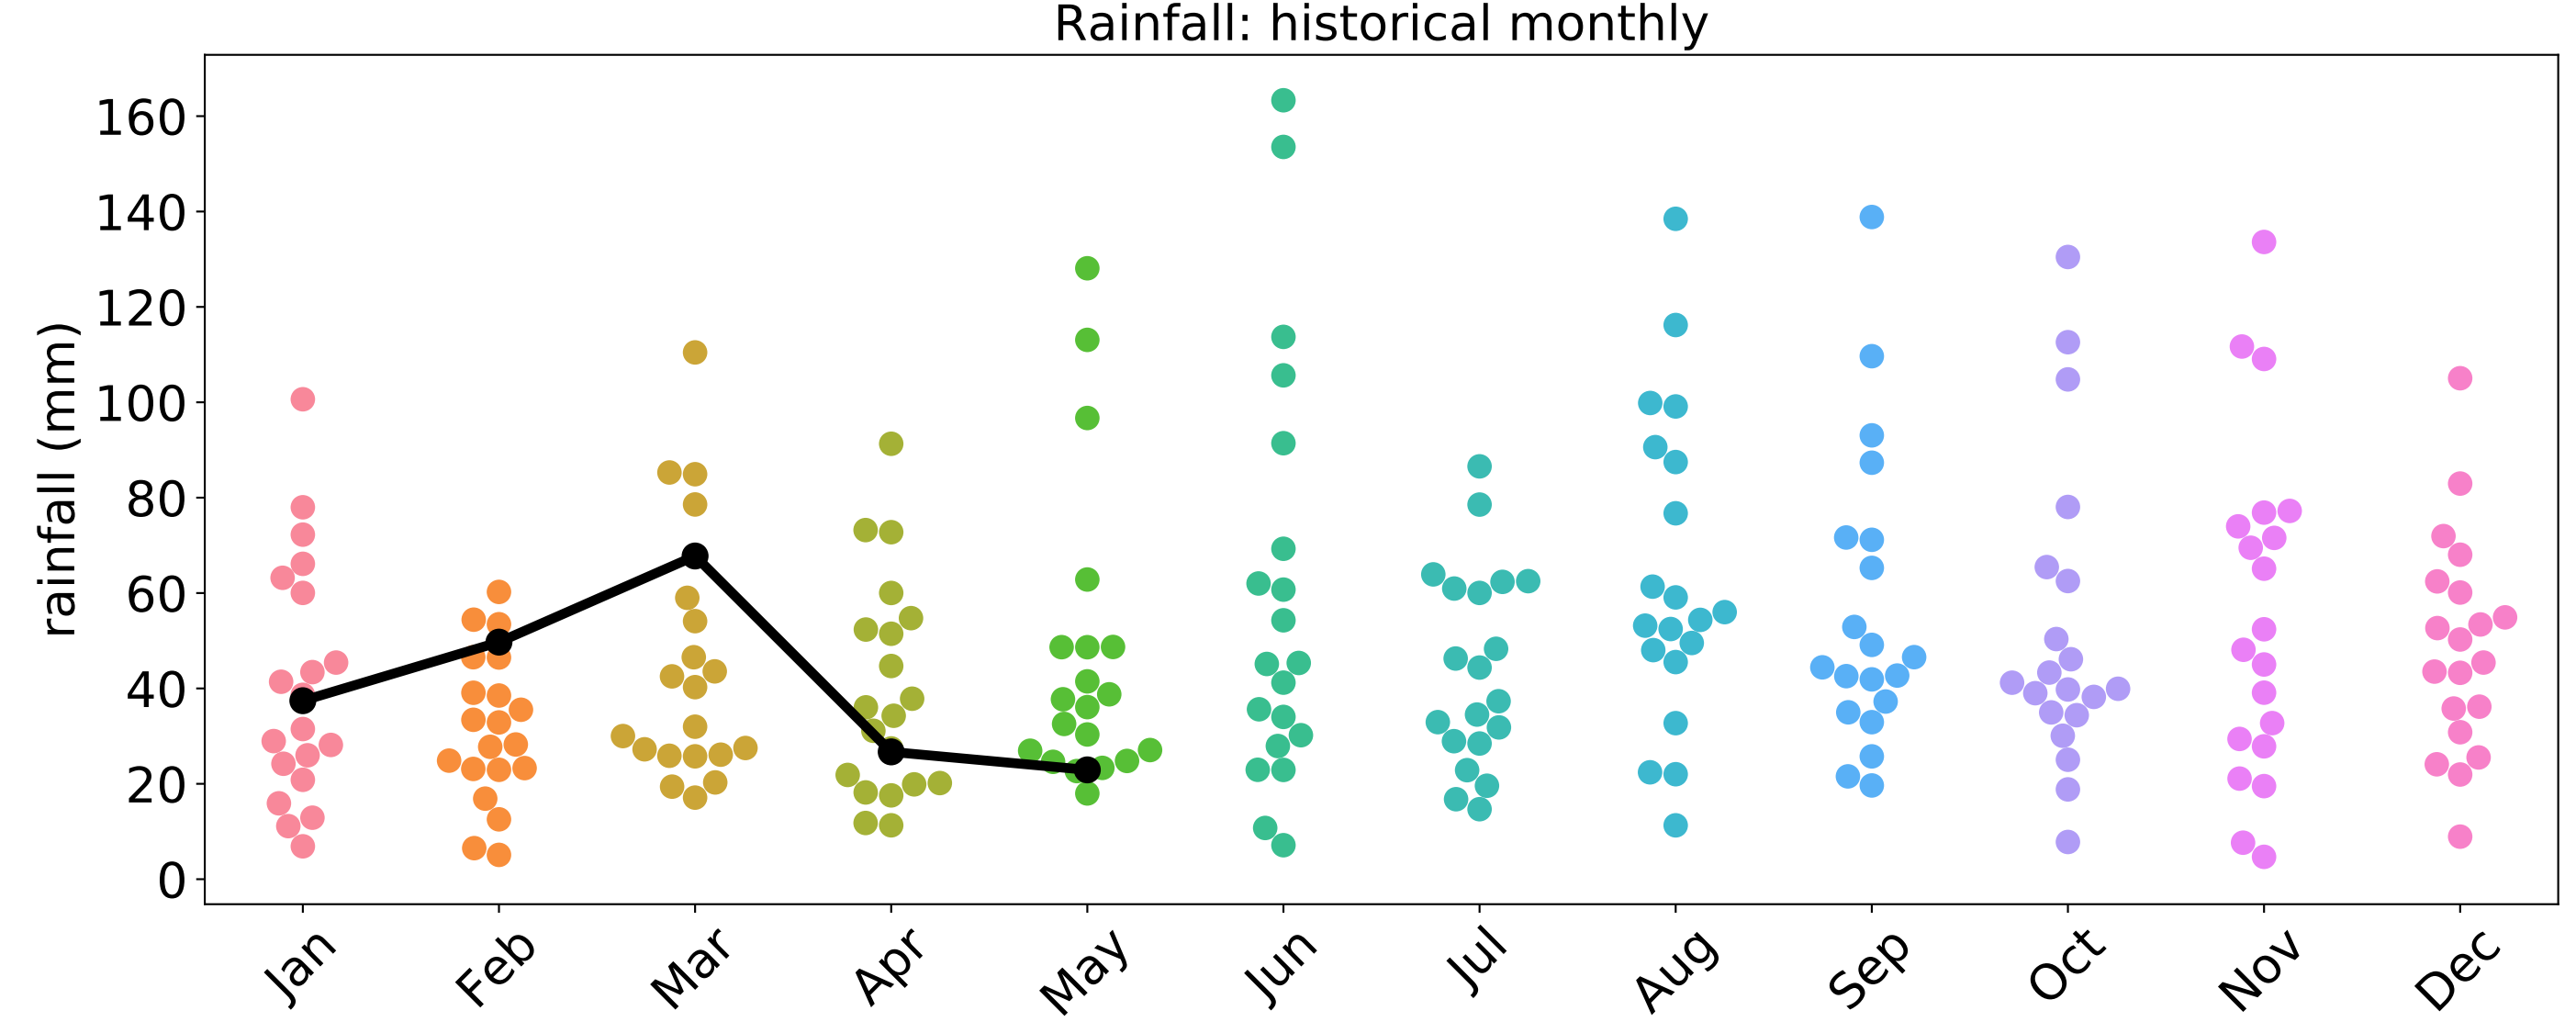 Rainfall: historical monthly
rainfall (mm)
160
140
120
100
80
60
40
20
0
Jan
Feb
Mar
Apr
May
Jun
Jul
Aug
Sep
Oct
Nov
Dec